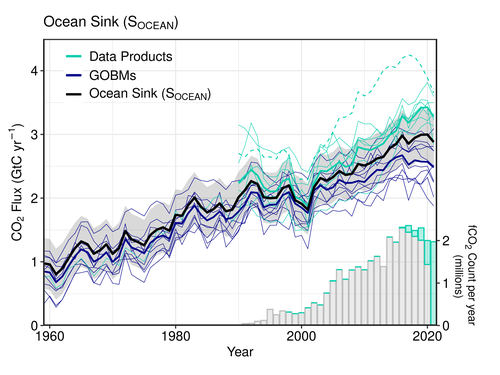 Ocean Sink (SOCEAN)
Data Products
GOBMs
Ocean Sink (SOCEAN)
CO2 Flux (GtC yr−1)
4
3
2
1
0
2
1
0
fCO2 Count per year
(millions)
1960
1980
2000
2020
Year